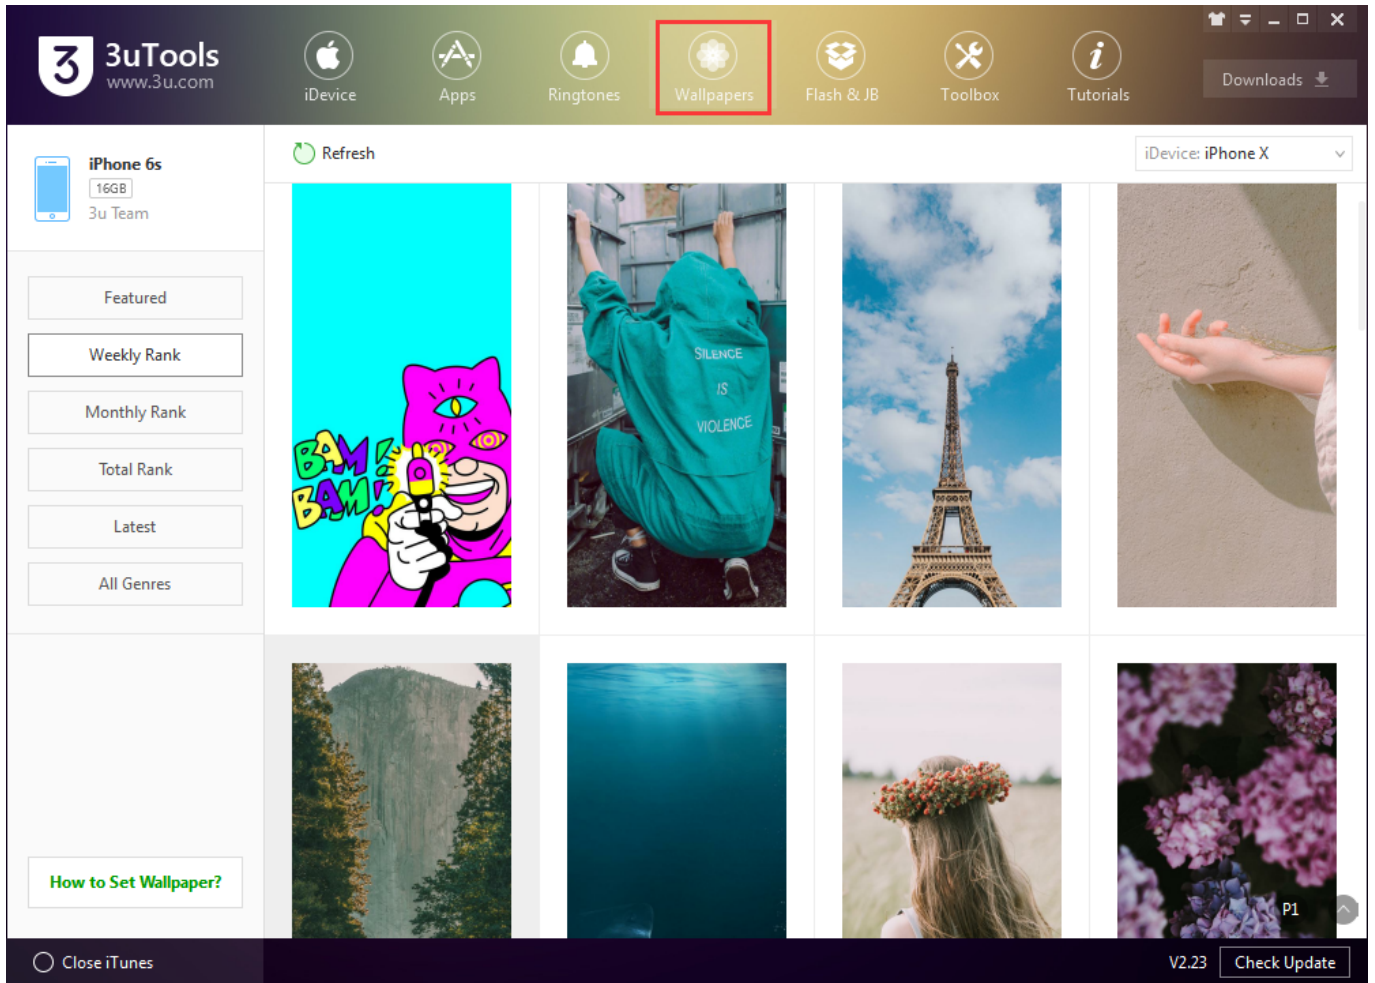 3 3uTools
www.3u.com
iDevice
Apps
Ringtones
Wallpapers
Flash & JB
Toolbox
i
Tutorials
Downloads
iPhone 6s
16GB
3u Team
Refresh
iDevice: iPhone X
Featured
Weekly Rank
Monthly Rank
Total Rank
Latest
All Genres
How to Set Wallpaper?
BAM!
BAM!
SILENCE
IS
VIOLENCE
P1
Close iTunes
V2.23
Check Update